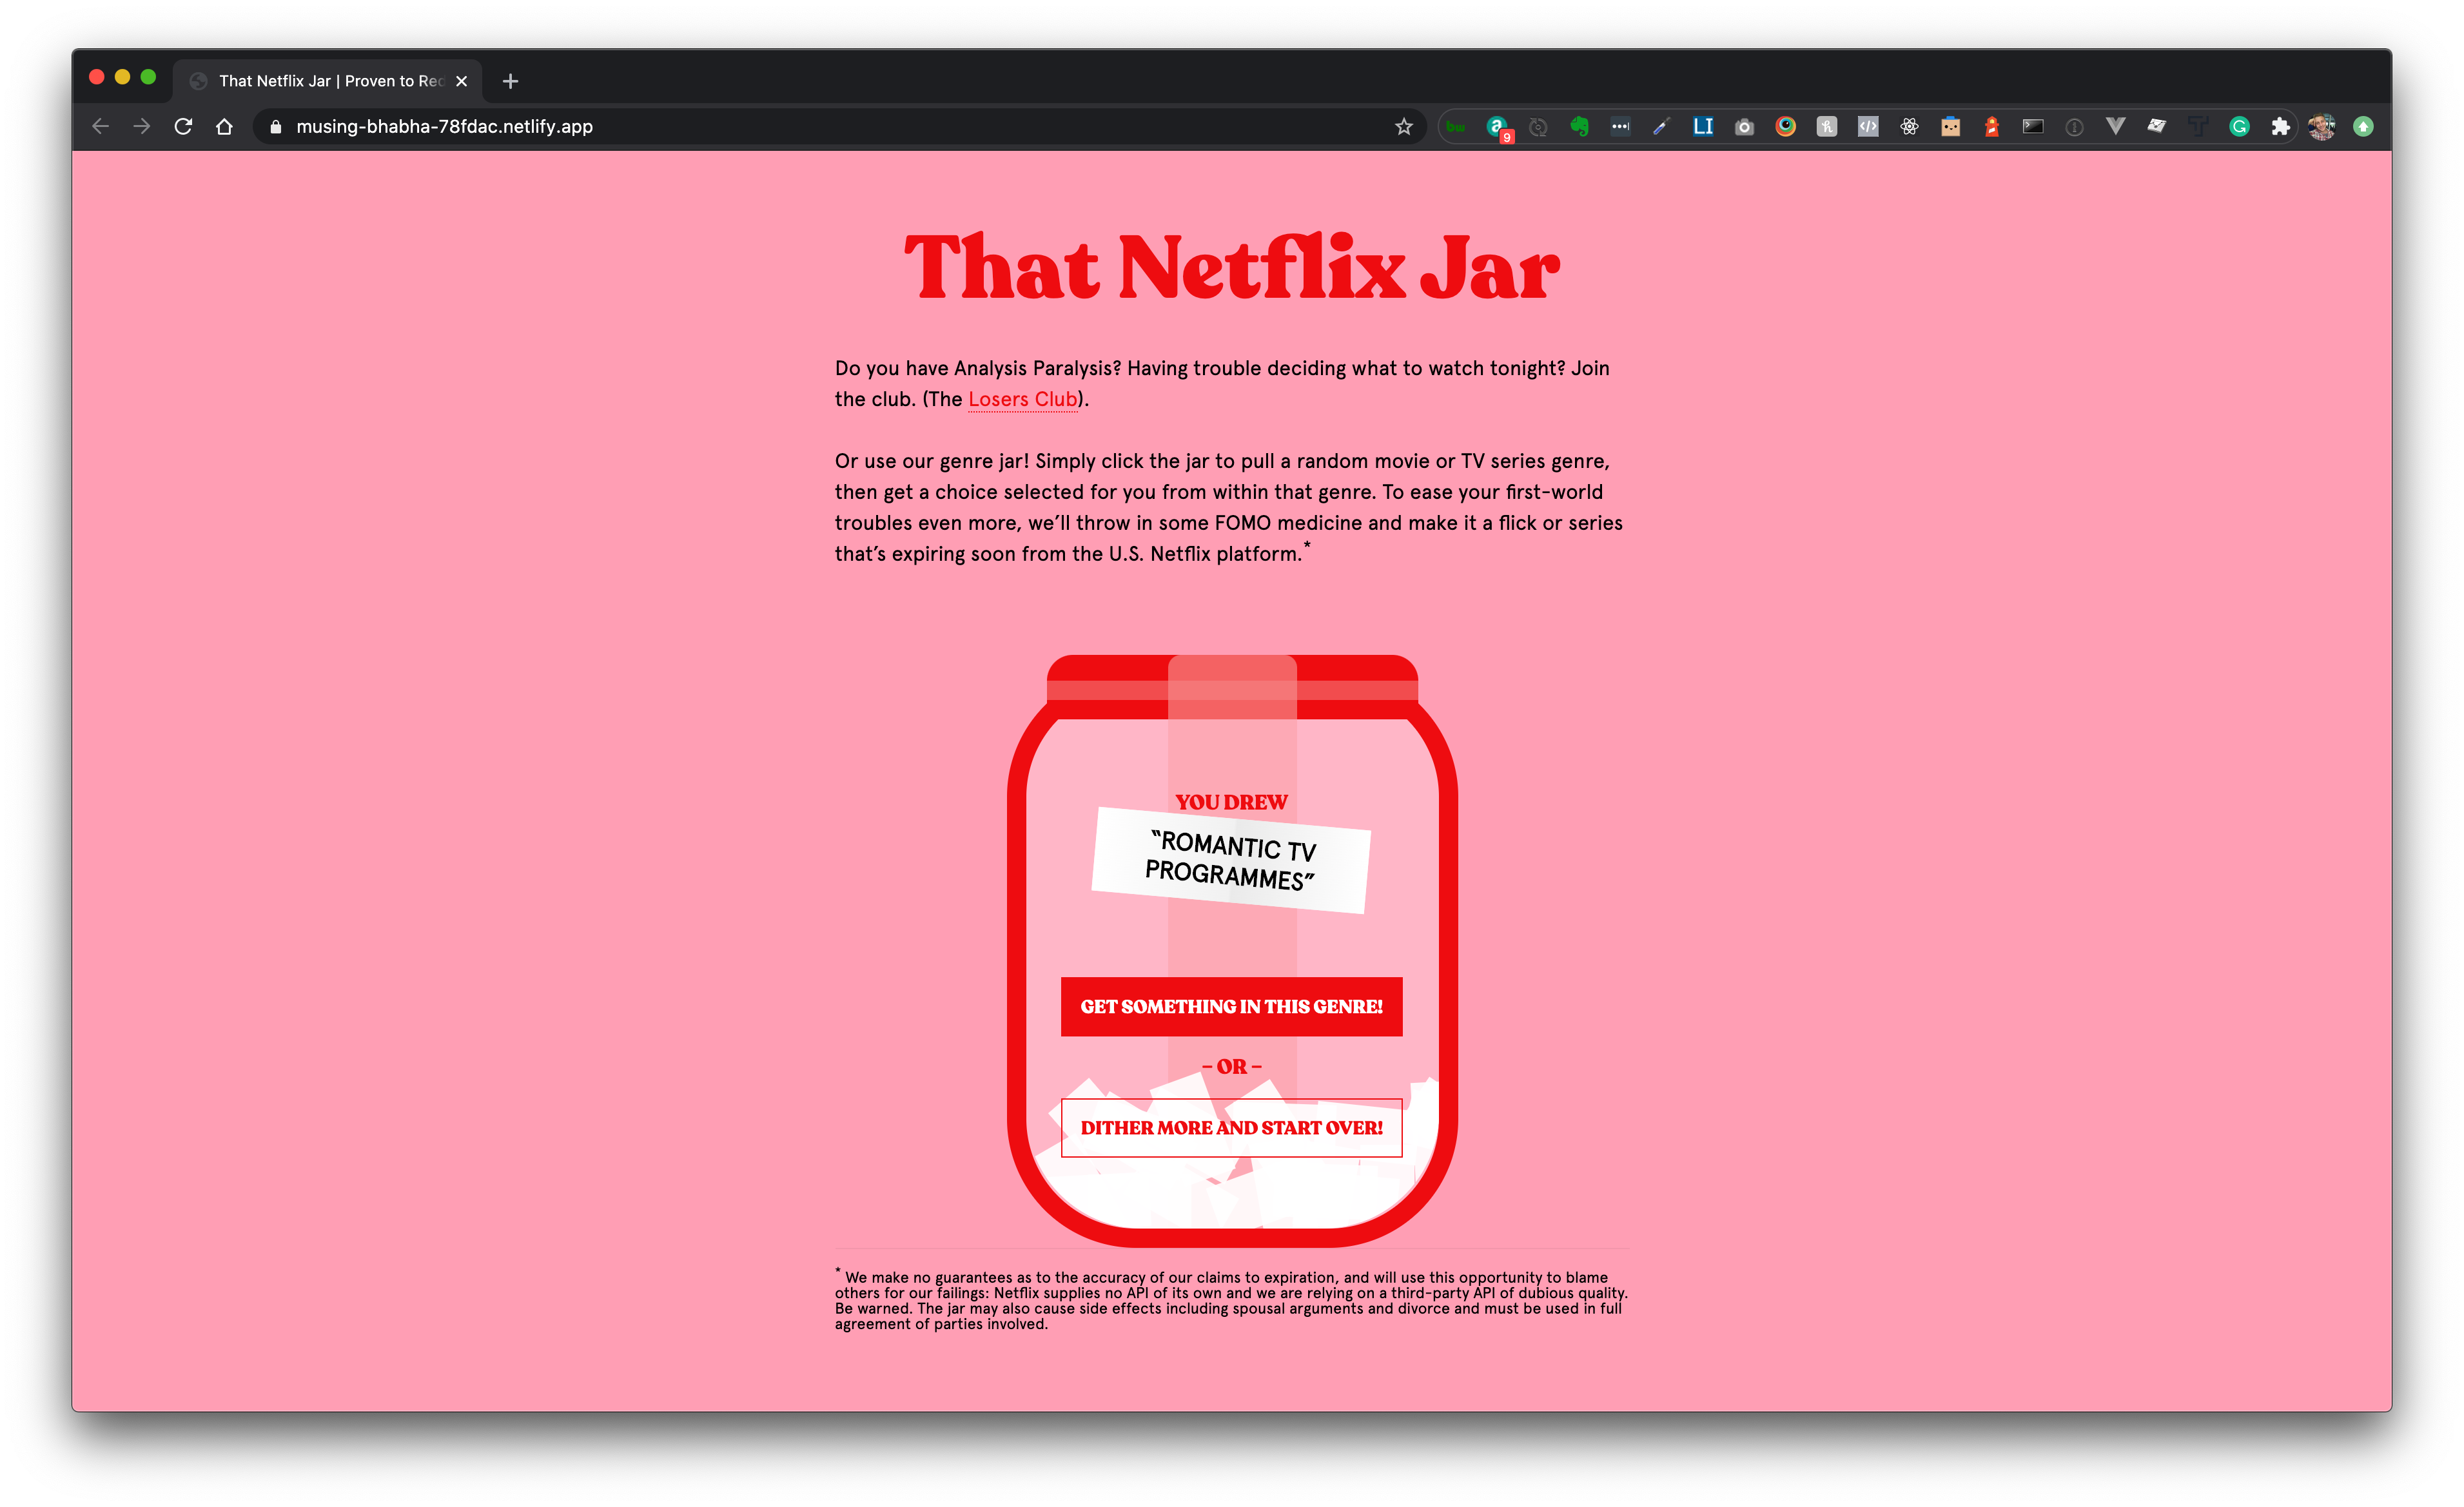 That Netflix Jar | Proven to Red
musing-bhabha-78fdac.netlify.app
bw
a
9
LI
That Netflix Jar
Do you have Analysis Paralysis? Having trouble deciding what to watch tonight? Join
the club. (The Losers Club).
Or use our genre jar! Simply click the jar to pull a random movie or TV series genre,
then get a choice selected for you from within that genre. To ease your first-world
troubles even more, we’ll throw in some FOMO medicine and make it a flick or series
that’s expiring soon from the U.S. Netflix platform.*
YOU DREW
“ROMANTIC TV
PROGRAMMES”
GET SOMETHING IN THIS GENRE!
– OR –
DITHER MORE AND START OVER!
* We make no guarantees as to the accuracy of our claims to expiration, and will use this opportunity to blame
others for our failings: Netflix supplies no API of its own and we are relying on a third-party API of dubious quality.
Be warned. The jar may also cause side effects including spousal arguments and divorce and must be used in full
agreement of parties involved.